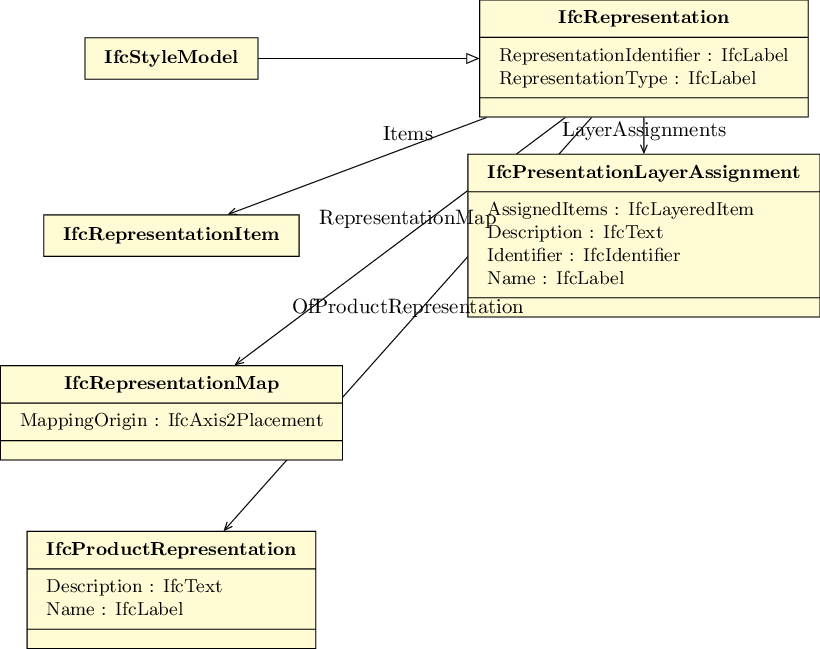 IfcRepresentation
RepresentationIdentifier : IfcLabel
RepresentationType : IfcLabel
IfcStyleModel
Items
LayerAssignments
IfcPresentationLayerAssignment
AssignedItems : IfcLayeredItem
Description : IfcText
Identifier : IfcIdentifier
Name : IfcLabel
RepresentationMap
IfcRepresentationItem
OfProductRepresentation
IfcRepresentationMap
MappingOrigin : IfcAxis2Placement
IfcProductRepresentation
Description : IfcText
Name : IfcLabel